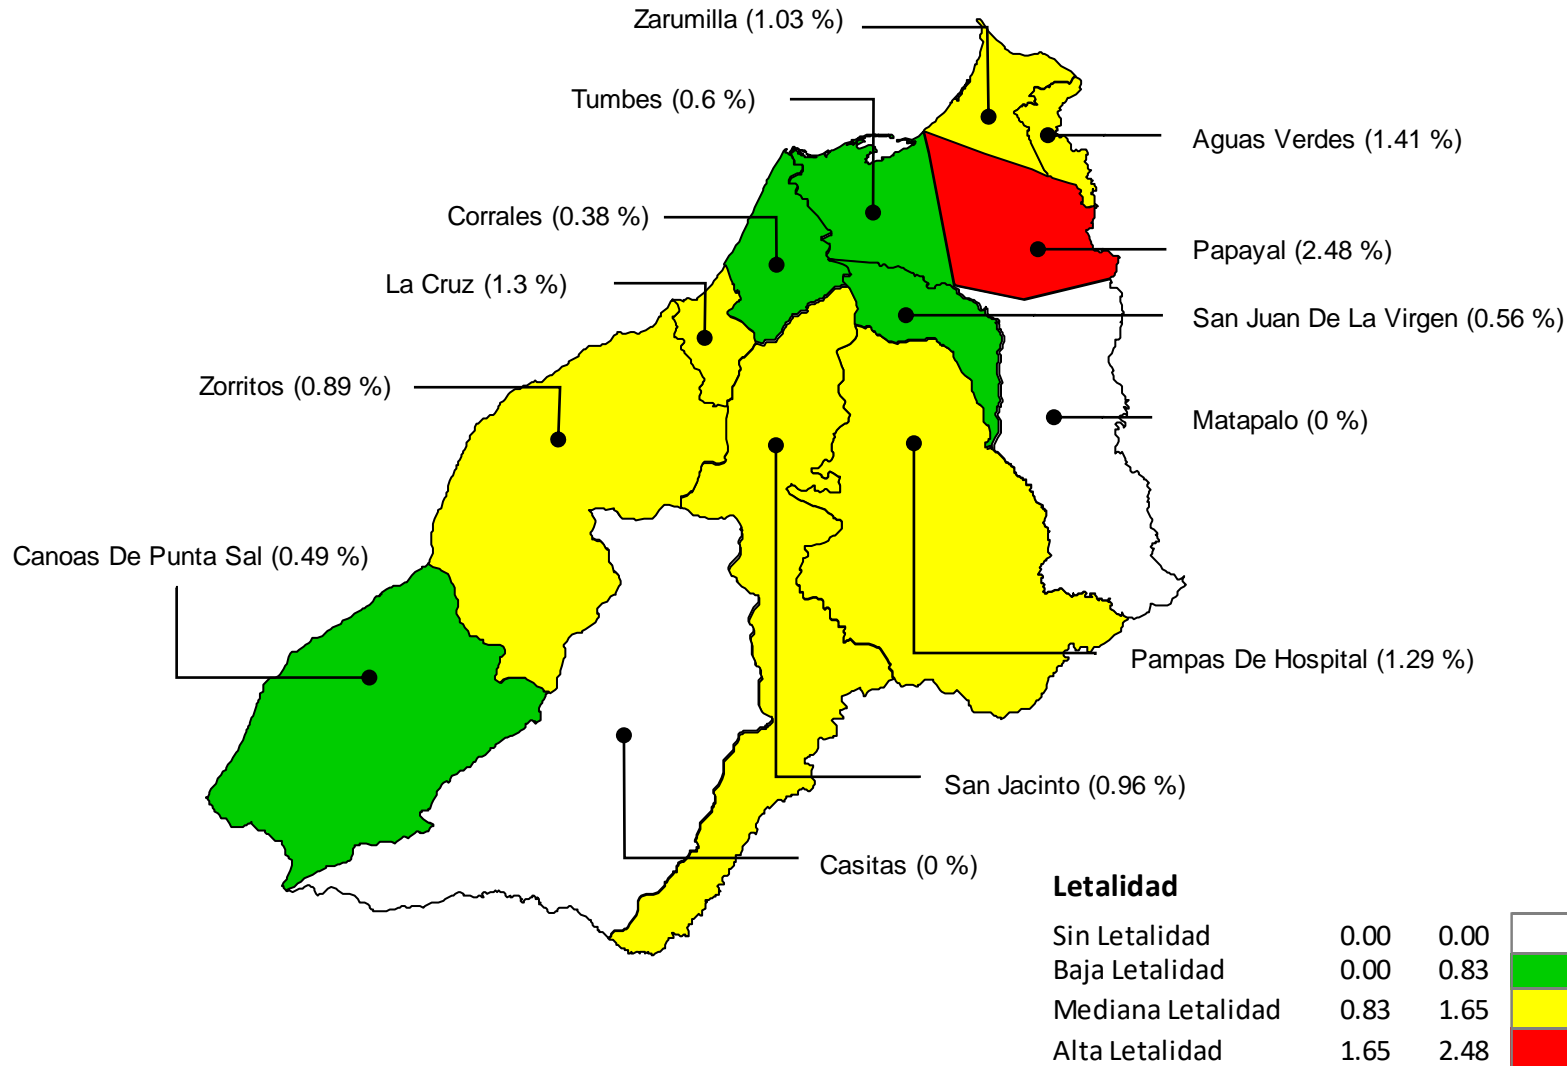 Zarumilla (1.03 %)
Tumbes (0.6 %)
Aguas Verdes (1.41 %)
Corrales (0.38 %)
Papayal (2.48 %)
La Cruz (1.3 %)
San Juan De La Virgen (0.56 %)
Zorritos (0.89 %)
Matapalo (0 %)
Canoas De Punta Sal (0.49 %)
Pampas De Hospital (1.29 %)
San Jacinto (0.96 %)
Casitas (0 %)
Letalidad
Sin Letalidad 0.00 0.00
Baja Letalidad 0.00 0.83
Mediana Letalidad 0.83 1.65
Alta Letalidad 1.65 2.48